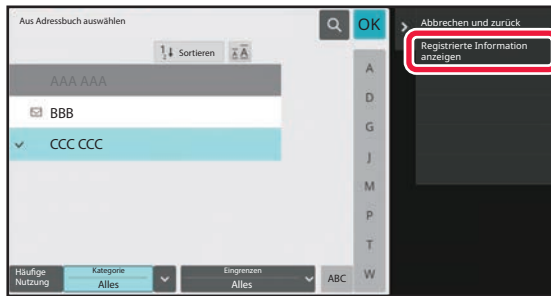 Aus Adressbuch auswählen
OK
Abbrechen und zurück
Registrierte Information
anzeigen
Sortieren
AAA AAA
BBB
CCC CCC
A
D
G
J
M
P
T
W
Häufige
Nutzung
Kategorie
Alles
Eingrenzen
Alles
ABC